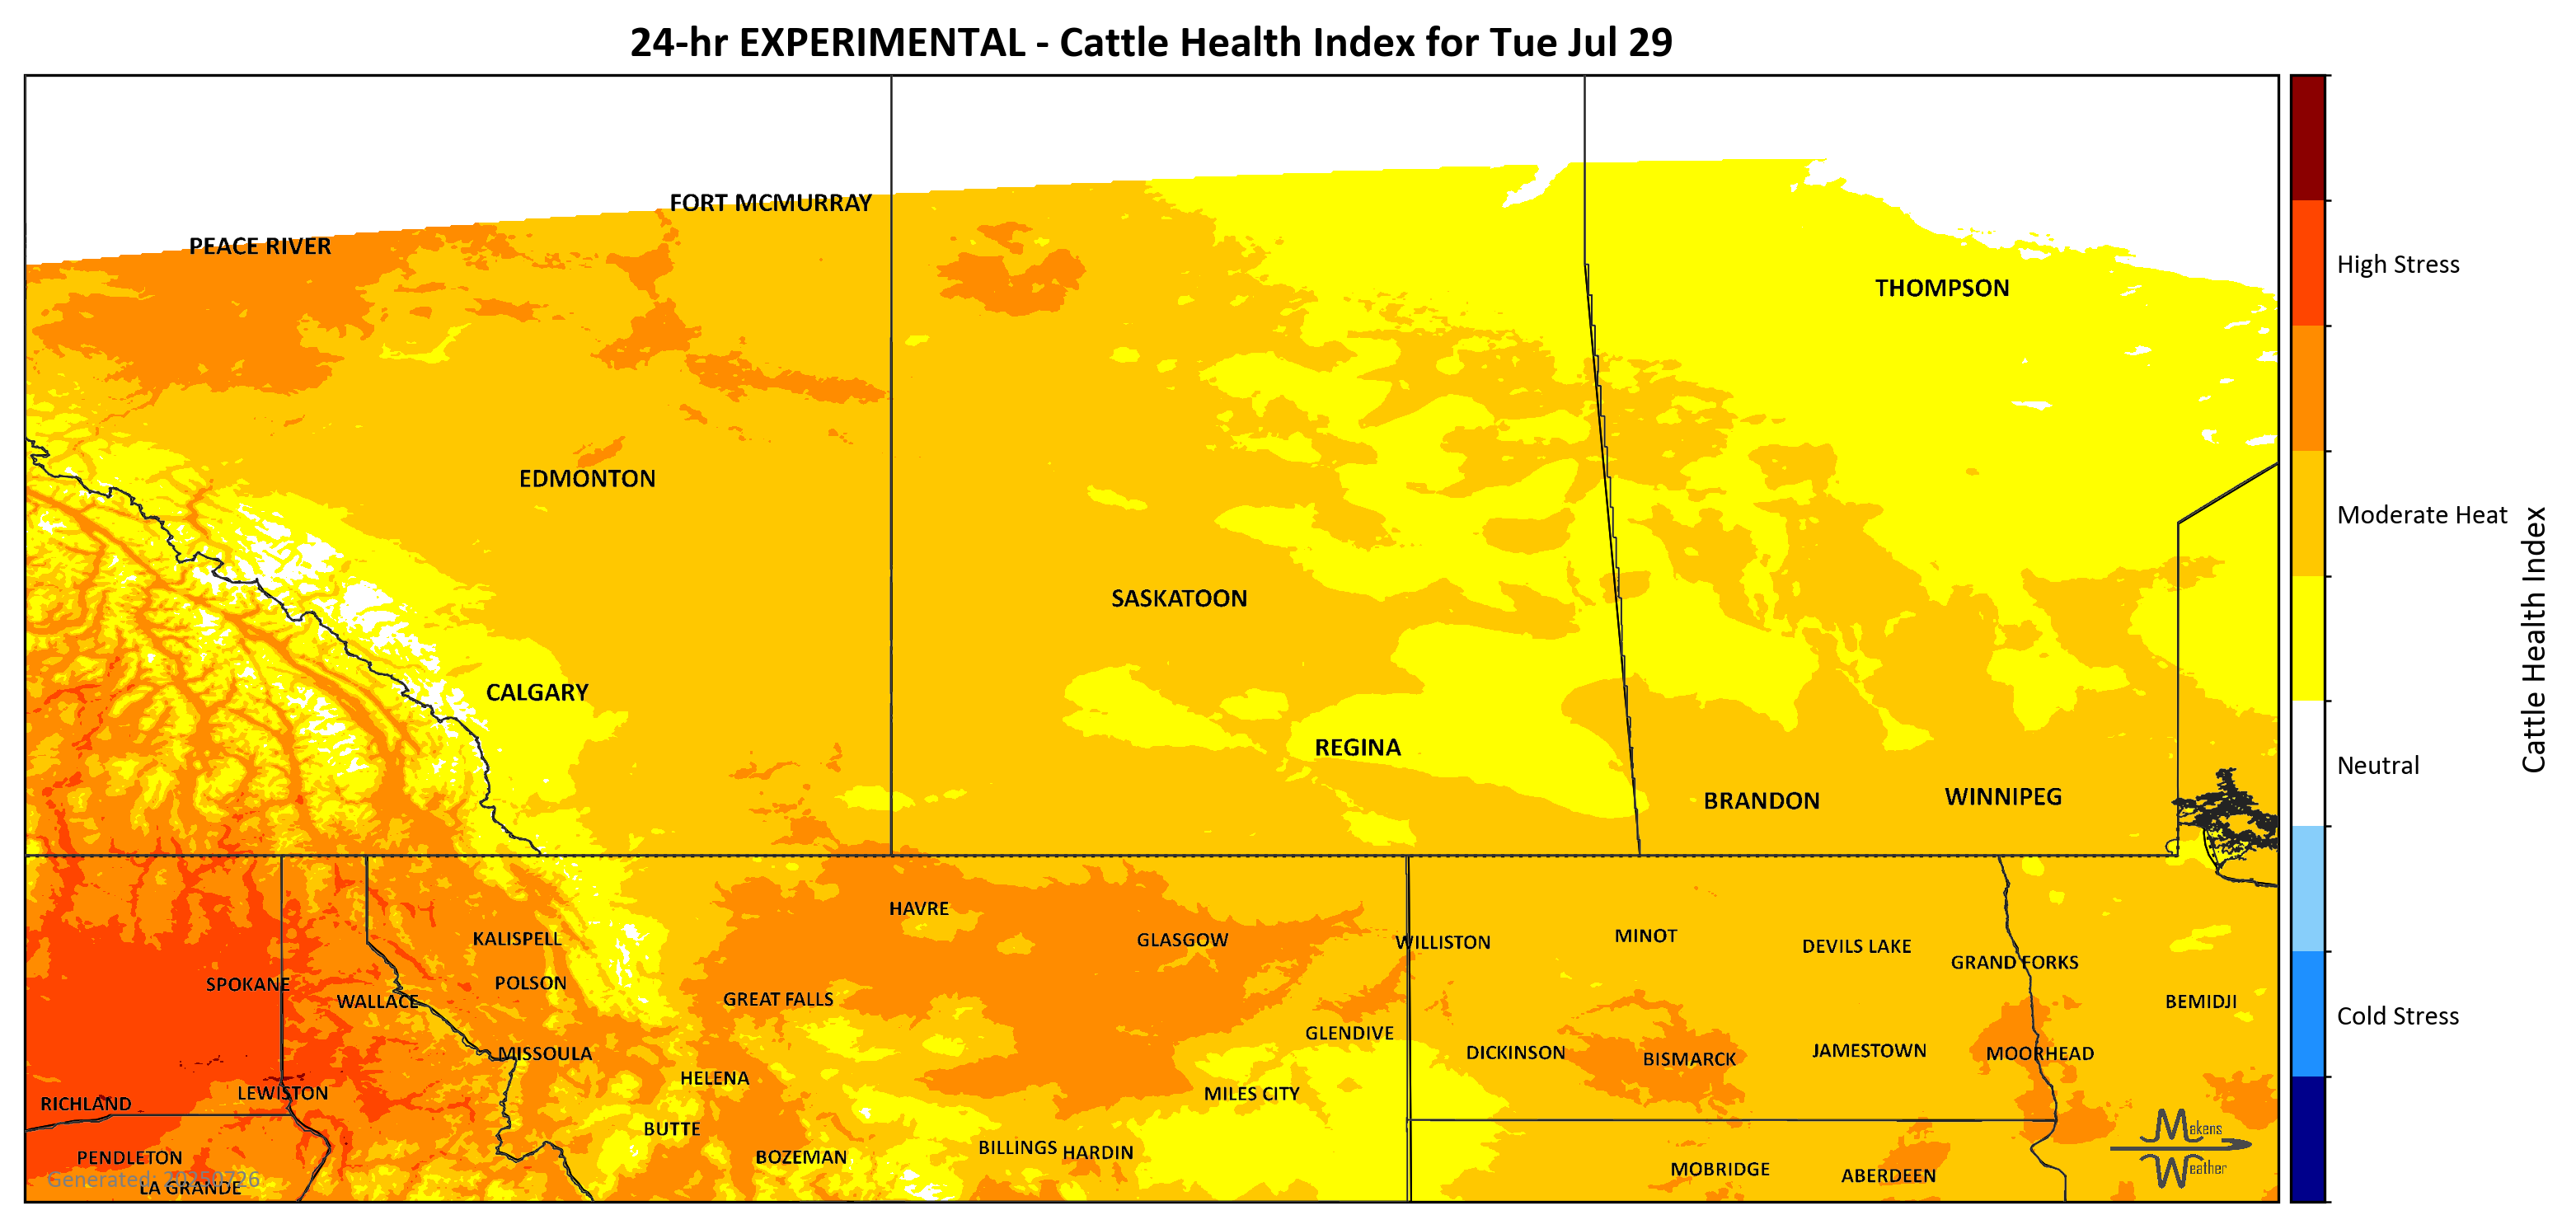 24-hr EXPERIMENTAL - Cattle Health Index for Tue Jul 29
FORT MCMURRAY
PEACE RIVER
THOMPSON
EDMONTON
SASKATOON
CALGARY
REGINA
BRANDON
WINNIPEG
HAVRE
KALISPELL
GLASGOW
WILLISTON
MINOT
DEVILS LAKE
GRAND FORKS
SPOKANE
POLSON
WALLACE
GREAT FALLS
BEMIDJI
GLENDIVE
MISSOULA
DICKINSON
BISMARCK
JAMESTOWN
MOORHEAD
HELENA
LEWISTON
MILES CITY
RICHLAND
BUTTE
BILLINGS
HARDIN
PENDLETON
BOZEMAN
MOBRIDGE
ABERDEEN
LA GRANDE
Generated: 20250726
Makens
Weather
High Stress
Moderate Heat
Neutral
Cold Stress
Cattle Health Index